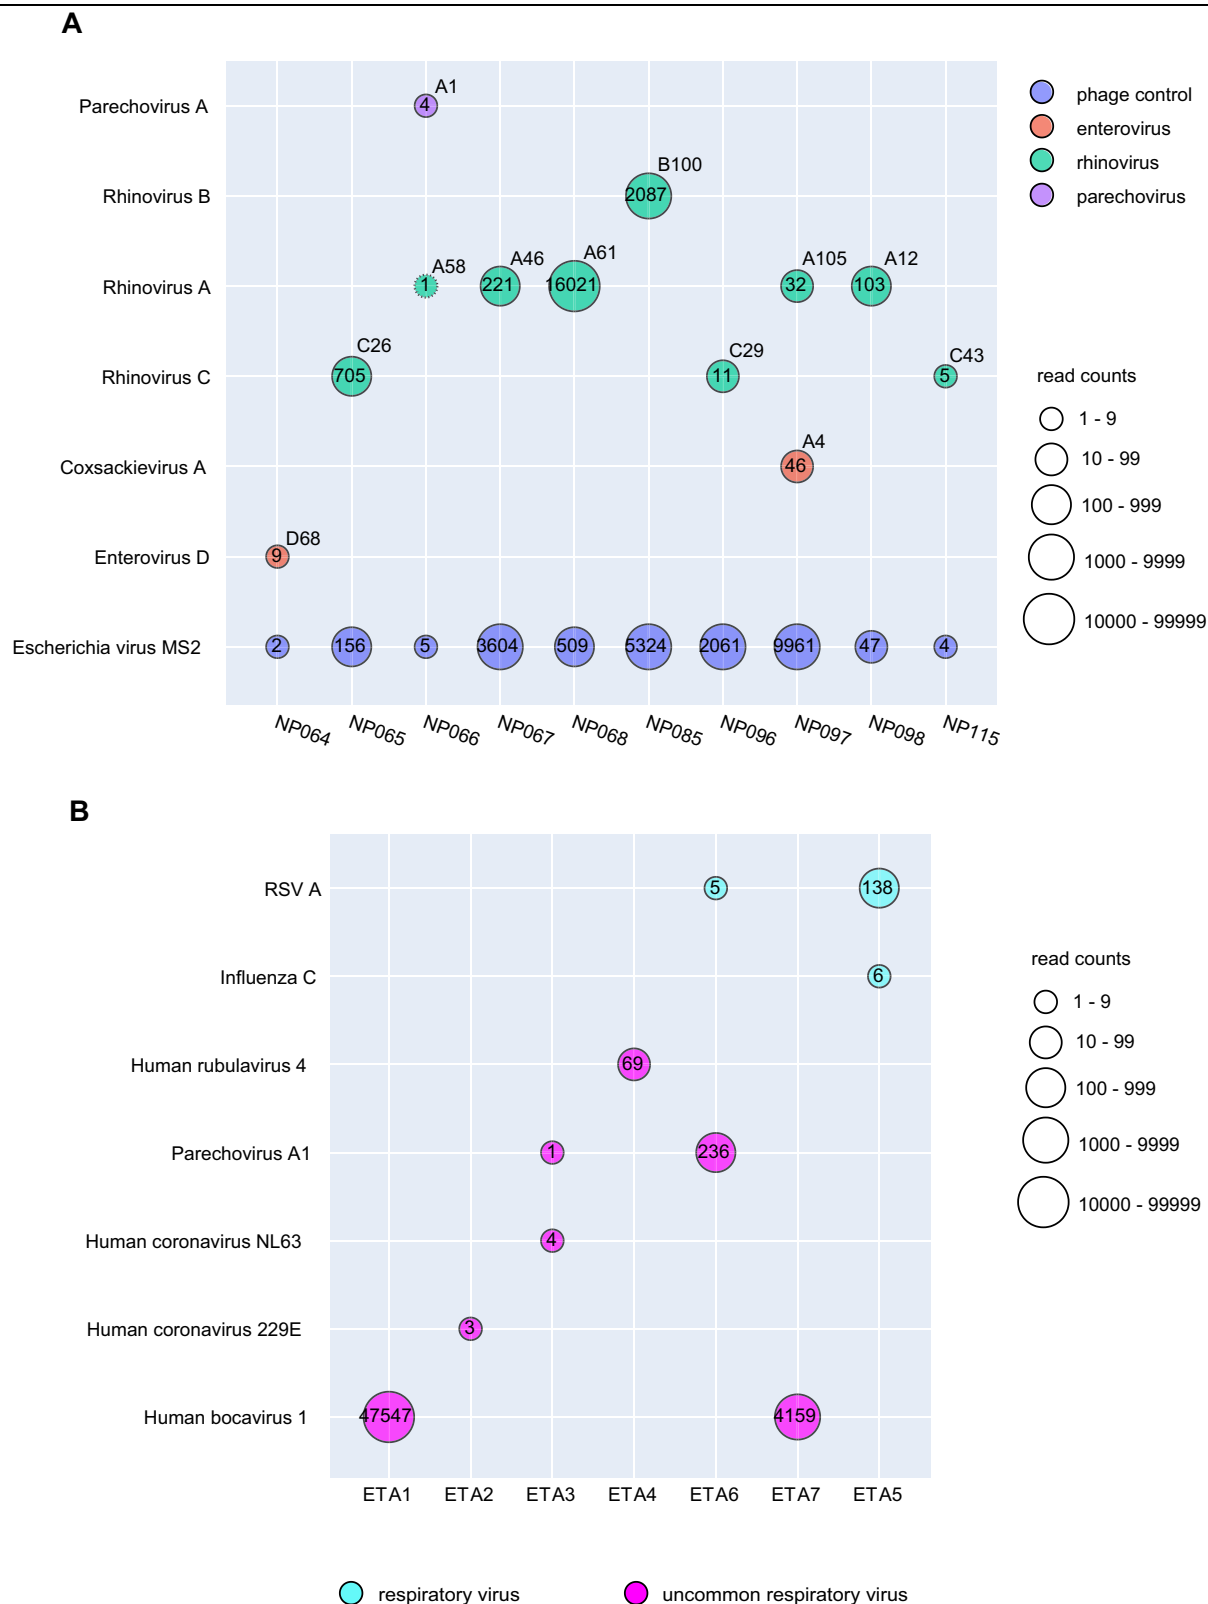 A
Parechovirus A
4
A1
Rhinovirus B
2087
B100
Rhinovirus A
1
A58
221
A46
16021
A61
32
A105
103
A12
Rhinovirus C
705
C26
11
C29
5
C43
Coxsackievirus A
46
A4
Enterovirus D
9
D68
Escherichia virus MS2
2
156
5
3604
509
5324
2061
9961
47
4
NP064
NP065
NP066
NP067
NP068
NP085
NP096
NP097
NP098
NP115
phage control
enterovirus
rhinovirus
parechovirus
read counts
1 - 9
10 - 99
100 - 999
1000 - 9999
10000 - 99999
B
RSV A
5
138
Influenza C
6
Human rubulavirus 4
69
Parechovirus A1
1
236
Human coronavirus NL63
4
Human coronavirus 229E
3
Human bocavirus 1
47547
4159
ETA1
ETA2
ETA3
ETA4
ETA6
ETA7
ETA5
read counts
1 - 9
10 - 99
100 - 999
1000 - 9999
10000 - 99999
respiratory virus
uncommon respiratory virus